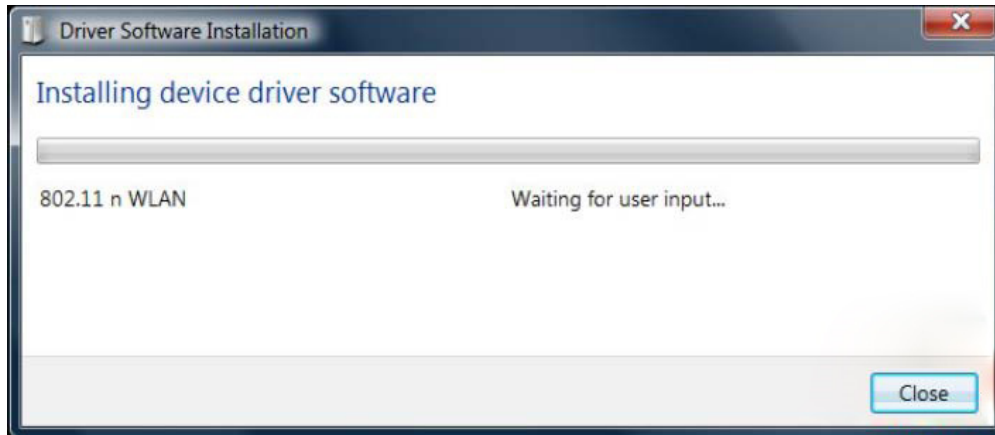 Driver Software Installation
Installing device driver software
802.11 n WLAN Waiting for user input...
Close